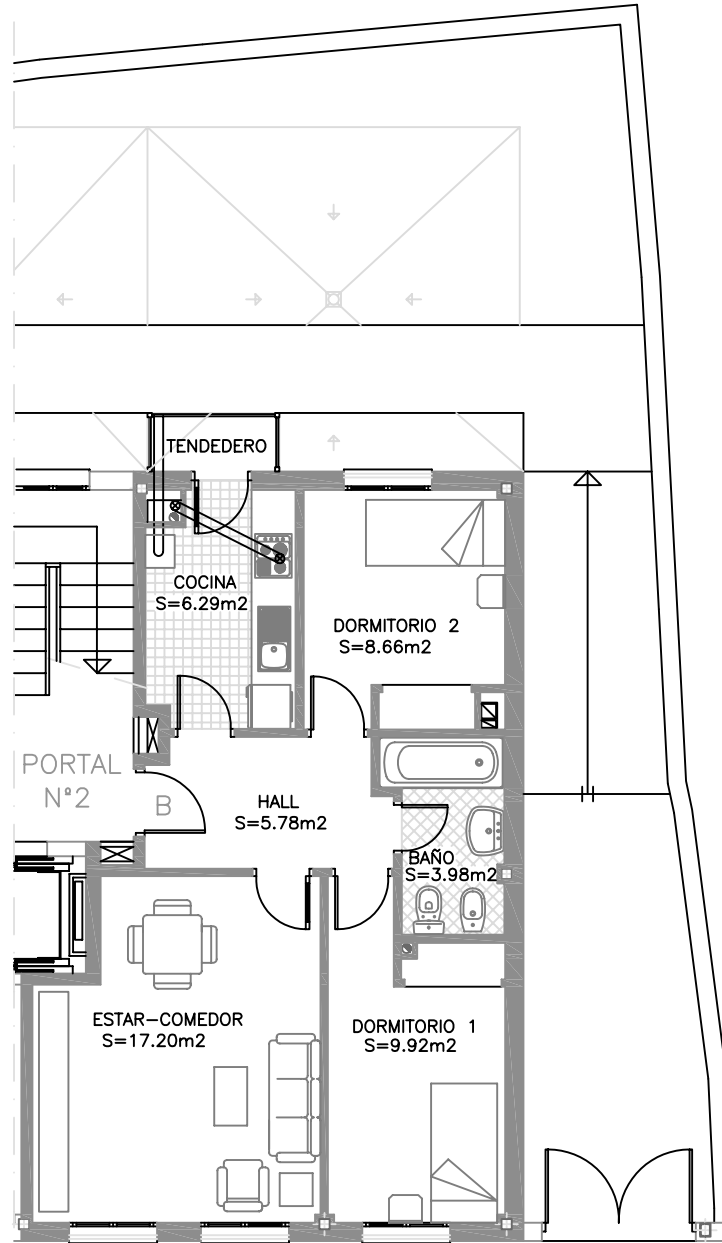 TENDEDERO
COCINA
S=6.29m2
DORMITORIO 2
S=8.66m2
PORTAL
Nº2
B
HALL
S=5.78m2
BAÑO
S=3.98m2
ESTAR-COMEDOR
S=17.20m2
DORMITORIO 1
S=9.92m2